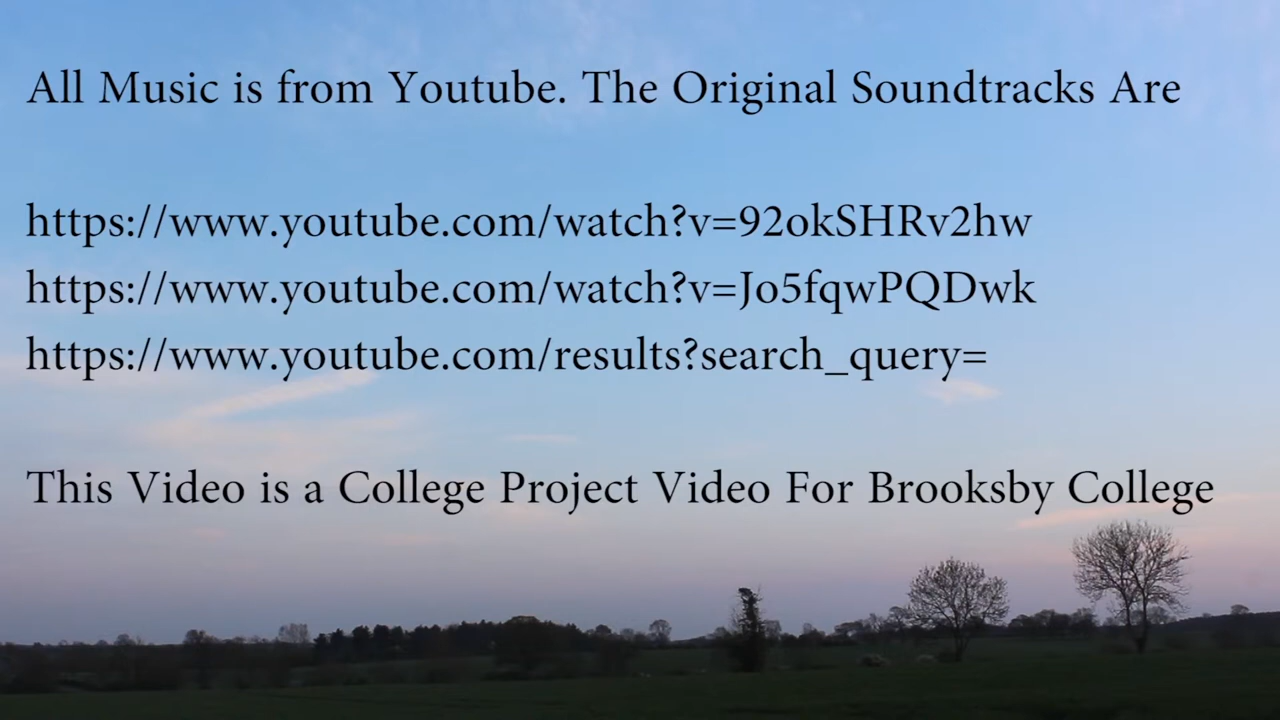 All Music is from Youtube. The Original Soundtracks Are
https://www.youtube.com/watch?v=92okSHRv2hw
https://www.youtube.com/watch?v=Jo5fqwPQDwk
https://www.youtube.com/results?search_query=
This Video is a College Project Video For Brooksby College